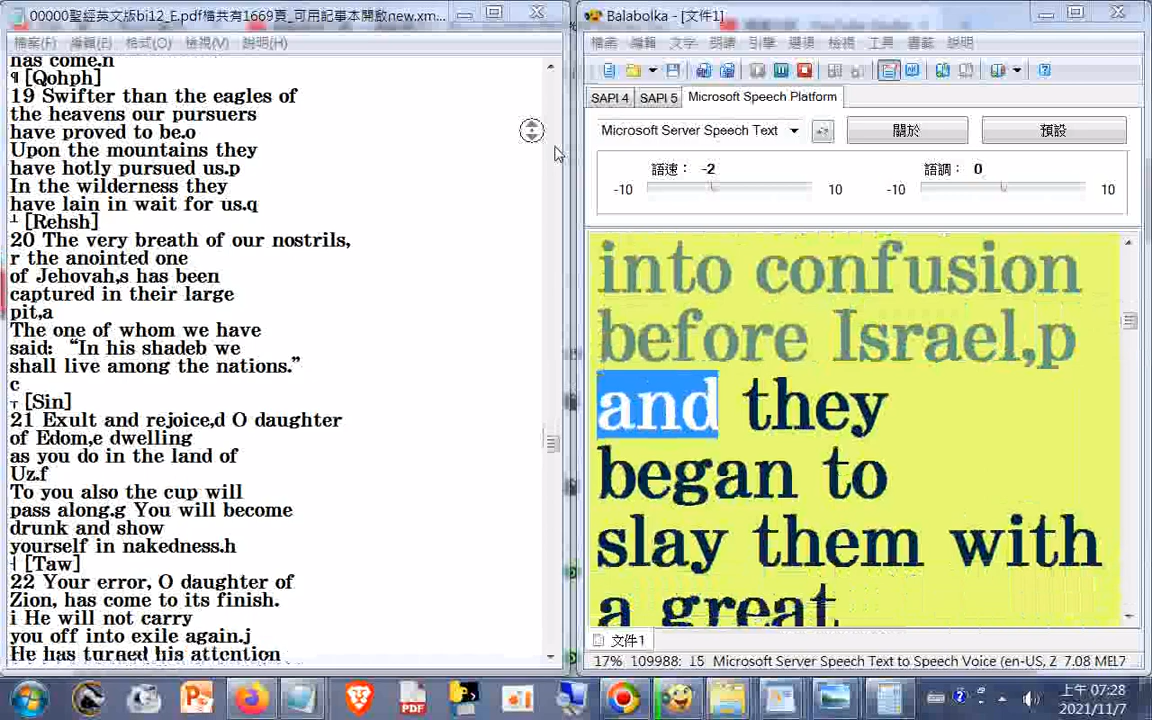 00000聖經英文版bi12_E.pdf檔共有1669頁_可用記事本開啟new.xm...
檔案(F) 編輯(E) 格式(O) 檢視(V) 說明(H)
has come.n
¶ [Qohph]
19 Swifter than the eagles of
the heavens our pursuers
have proved to be.o
Upon the mountains they
have hotly pursued us.p
In the wilderness they
have lain in wait for us.q
[Rehsh]
20 The very breath of our nostrils,
r the anointed one
of Jehovah,s has been
captured in their large
pit,a
The one of whom we have
said: “In his shadeb we
shall live among the nations.”
c
[Sin]
21 Exult and rejoice,d O daughter
of Edom,e dwelling
as you do in the land of
Uz.f
To you also the cup will
pass along.g You will become
drunk and show
yourself in nakedness.h
[Taw]
22 Your error, O daughter of
Zion, has come to its finish.
i He will not carry
you off into exile again.j
He has turned his attention
Balabolka - [文件1]
檔案 編輯 文字 朗讀 引擎 選項 檢視 工具 書籤 說明
SAPI 4 SAPI 5 Microsoft Speech Platform
Microsoft Server Speech Text 關於 預設
語速： -2 語調： 0
-10 10 -10 10
into confusion
before Israel,p
and they
began to
slay them with
a great
文件1
17% 109988: 15 Microsoft Server Speech Text to Speech Voice (en-US, Z 7.08 MEL7
PDF
上午 07:28
2021/11/7